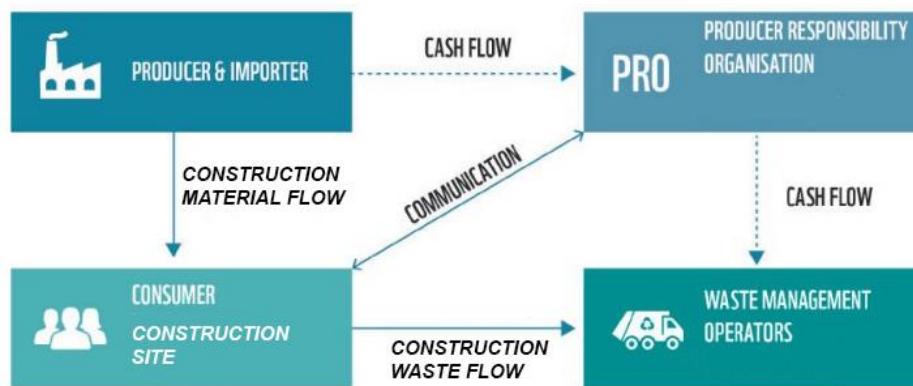 PRODUCER & IMPORTER
CASH FLOW
PRO
PRODUCER RESPONSIBILITY
ORGANISATION
CONSTRUCTION
MATERIAL FLOW
COMMUNICATION
CASH FLOW
CONSUMER
CONSTRUCTION
SITE
CONSTRUCTION
WASTE FLOW
WASTE MANAGEMENT
OPERATORS